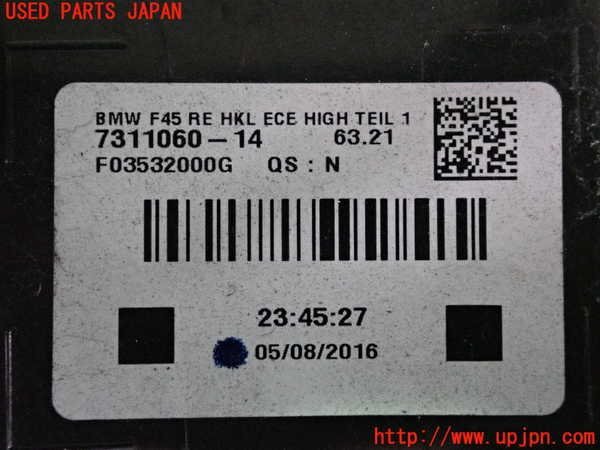 USED PARTS JAPAN
BMW F45 RE HKL ECE HIGH TEIL 1
7311060-14 63.21
F03532000G QS : N
23:45:27
05/08/2016
http://www.upjpn.com/